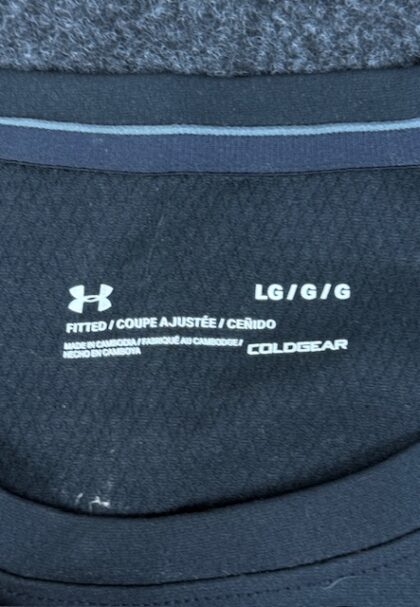 LG / G / G
FITTED / COUPE AJUSTÉE / CEÑIDO
MADE IN CAMBODIA / FABRIQUÉ AU CAMBODGE /
HECHO EN CAMBOYA
COLDGEAR